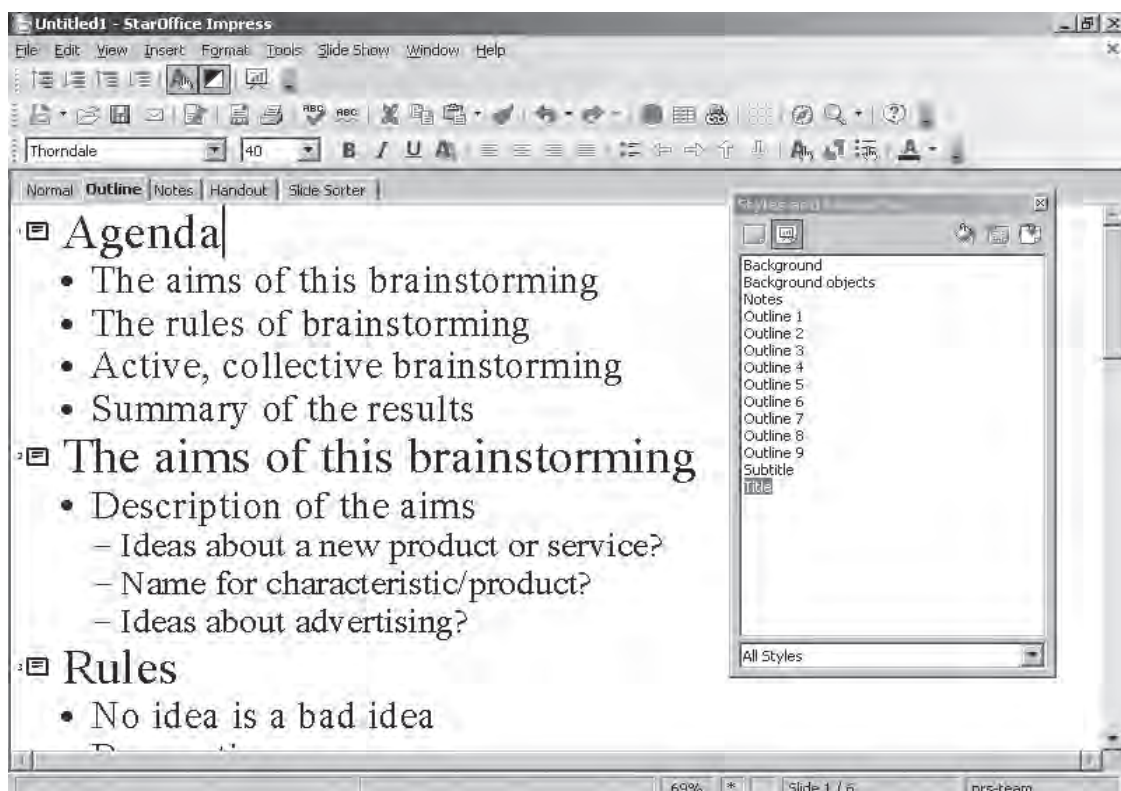 Untitled1 - StarOffice Impress
File Edit View Insert Format Tools Slide Show Window Help
Thorndale 40 B I U A
Normal Outline Notes Handout Slide Sorter
1 Agenda
• The aims of this brainstorming
• The rules of brainstorming
• Active, collective brainstorming
• Summary of the results
2 The aims of this brainstorming
• Description of the aims
– Ideas about a new product or service?
– Name for characteristic/product?
– Ideas about advertising?
3 Rules
• No idea is a bad idea
Styles and
Background
Background objects
Notes
Outline 1
Outline 2
Outline 3
Outline 4
Outline 5
Outline 6
Outline 7
Outline 8
Outline 9
Subtitle
Title
All Styles
69% * Slide 1 / 6 prs-team